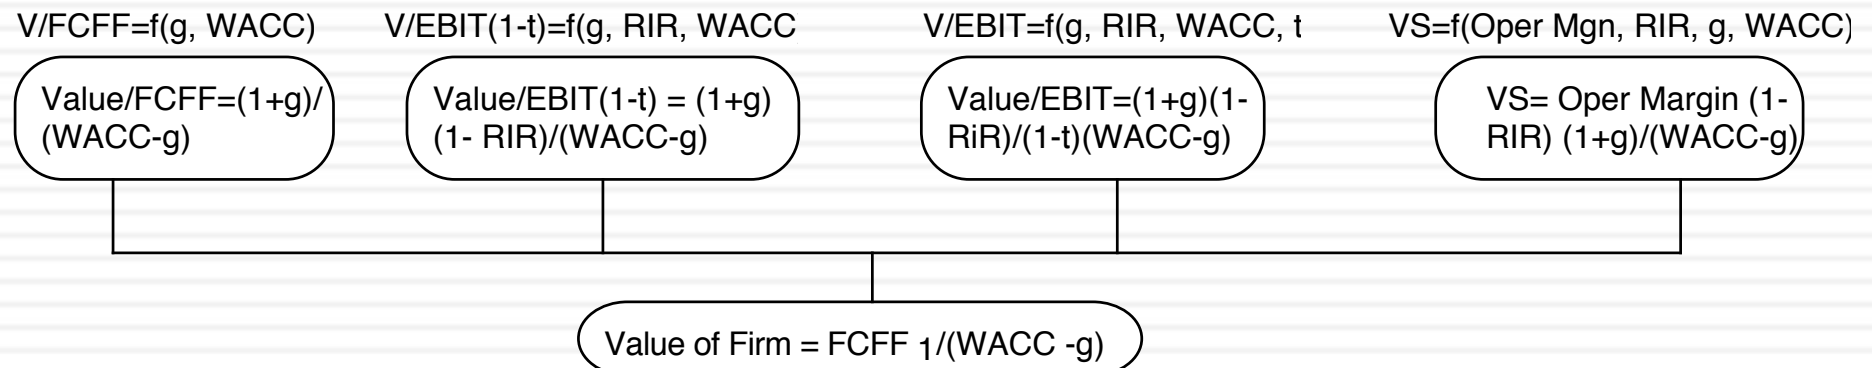 V/FCFF=f(g, WACC)
V/EBIT(1-t)=f(g, RIR, WACC
V/EBIT=f(g, RIR, WACC, t
VS=f(Oper Mgn, RIR, g, WACC)
Value/FCFF=(1+g)/
(WACC-g)
Value/EBIT(1-t) = (1+g)
(1- RIR)/(WACC-g)
Value/EBIT=(1+g)(1-
RiR)/(1-t)(WACC-g)
VS= Oper Margin (1-
RIR) (1+g)/(WACC-g)
Value of Firm = FCFF 1/(WACC -g)